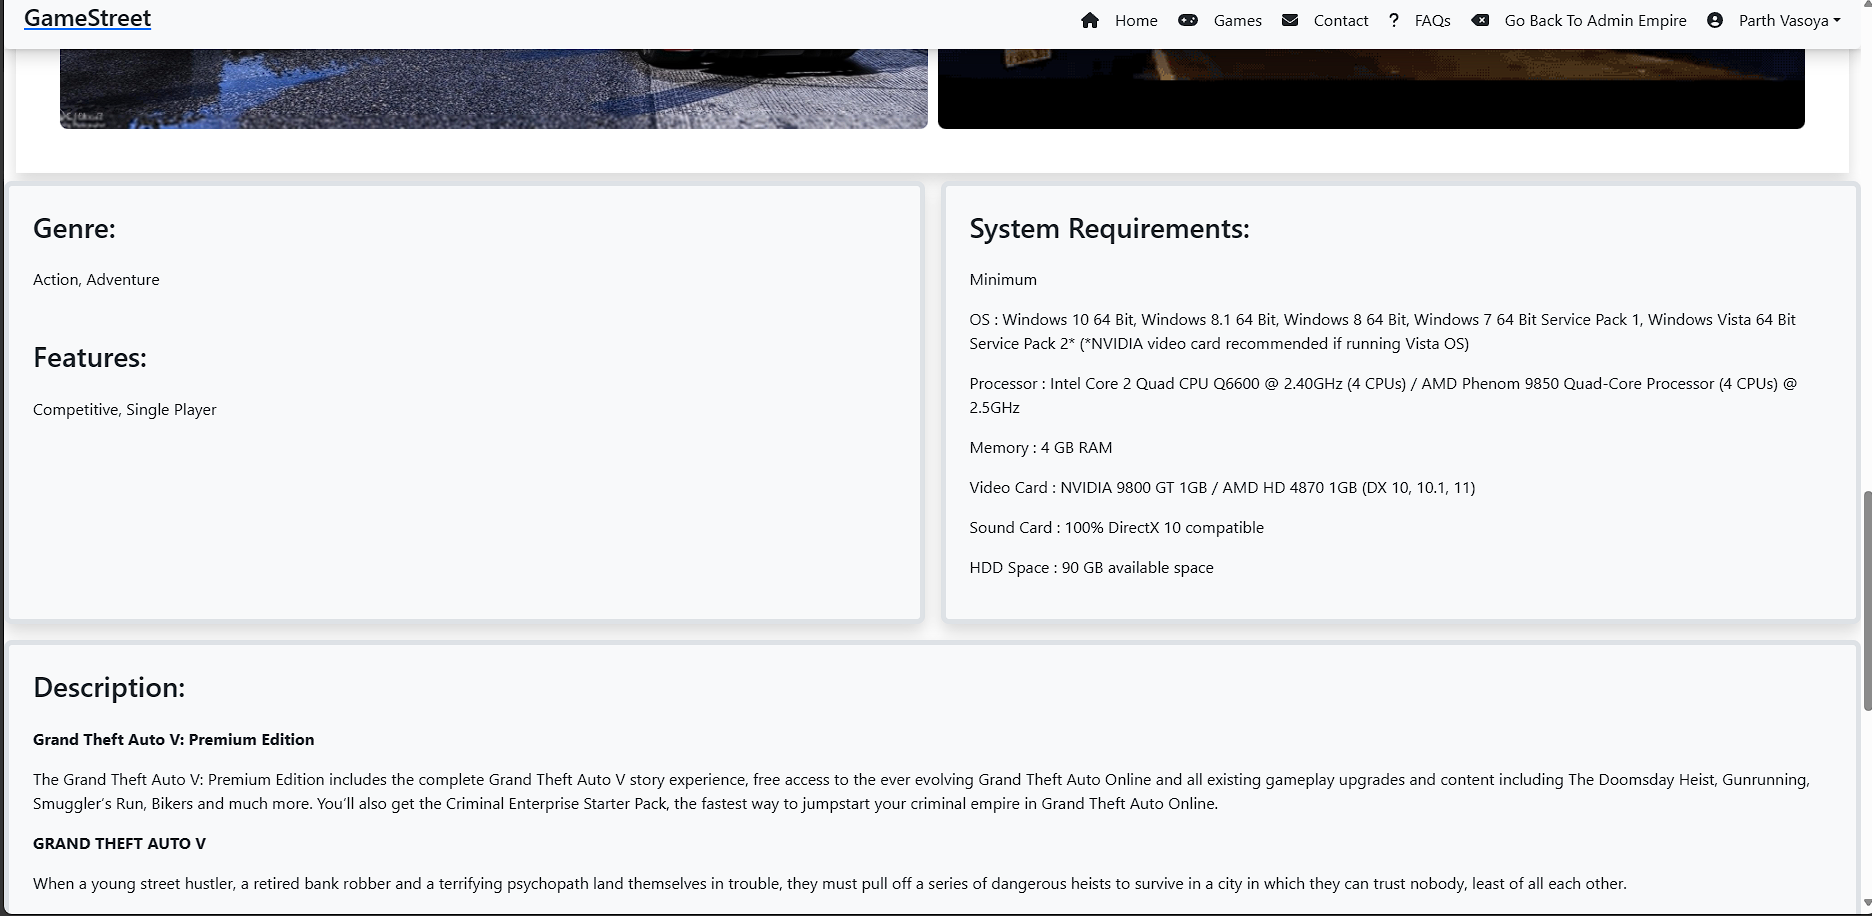 GameStreet
Home
Games
Contact
? FAQs
Go Back To Admin Empire
Parth Vasoya
Genre:
Action, Adventure
Features:
Competitive, Single Player
System Requirements:
Minimum
OS : Windows 10 64 Bit, Windows 8.1 64 Bit, Windows 8 64 Bit, Windows 7 64 Bit Service Pack 1, Windows Vista 64 Bit
Service Pack 2* (*NVIDIA video card recommended if running Vista OS)
Processor : Intel Core 2 Quad CPU Q6600 @ 2.40GHz (4 CPUs) / AMD Phenom 9850 Quad-Core Processor (4 CPUs) @
2.5GHz
Memory : 4 GB RAM
Video Card : NVIDIA 9800 GT 1GB / AMD HD 4870 1GB (DX 10, 10.1, 11)
Sound Card : 100% DirectX 10 compatible
HDD Space : 90 GB available space
Description:
Grand Theft Auto V: Premium Edition
The Grand Theft Auto V: Premium Edition includes the complete Grand Theft Auto V story experience, free access to the ever evolving Grand Theft Auto Online and all existing gameplay upgrades and content including The Doomsday Heist, Gunrunning,
Smuggler’s Run, Bikers and much more. You’ll also get the Criminal Enterprise Starter Pack, the fastest way to jumpstart your criminal empire in Grand Theft Auto Online.
GRAND THEFT AUTO V
When a young street hustler, a retired bank robber and a terrifying psychopath land themselves in trouble, they must pull off a series of dangerous heists to survive in a city in which they can trust nobody, least of all each other.